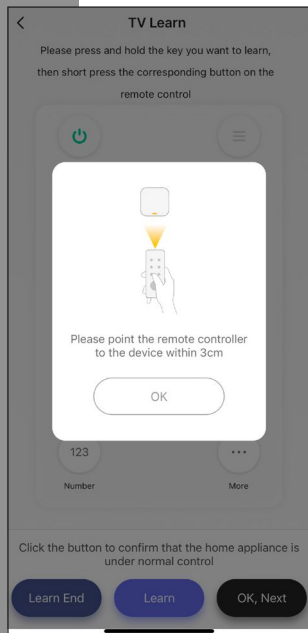 TV Learn
Please press and hold the key you want to learn,
then short press the corresponding button on the
remote control
Please point the remote controller
to the device within 3cm
OK
123
Number
More
Click the button to confirm that the home appliance is
under normal control
Learn End
Learn
OK, Next